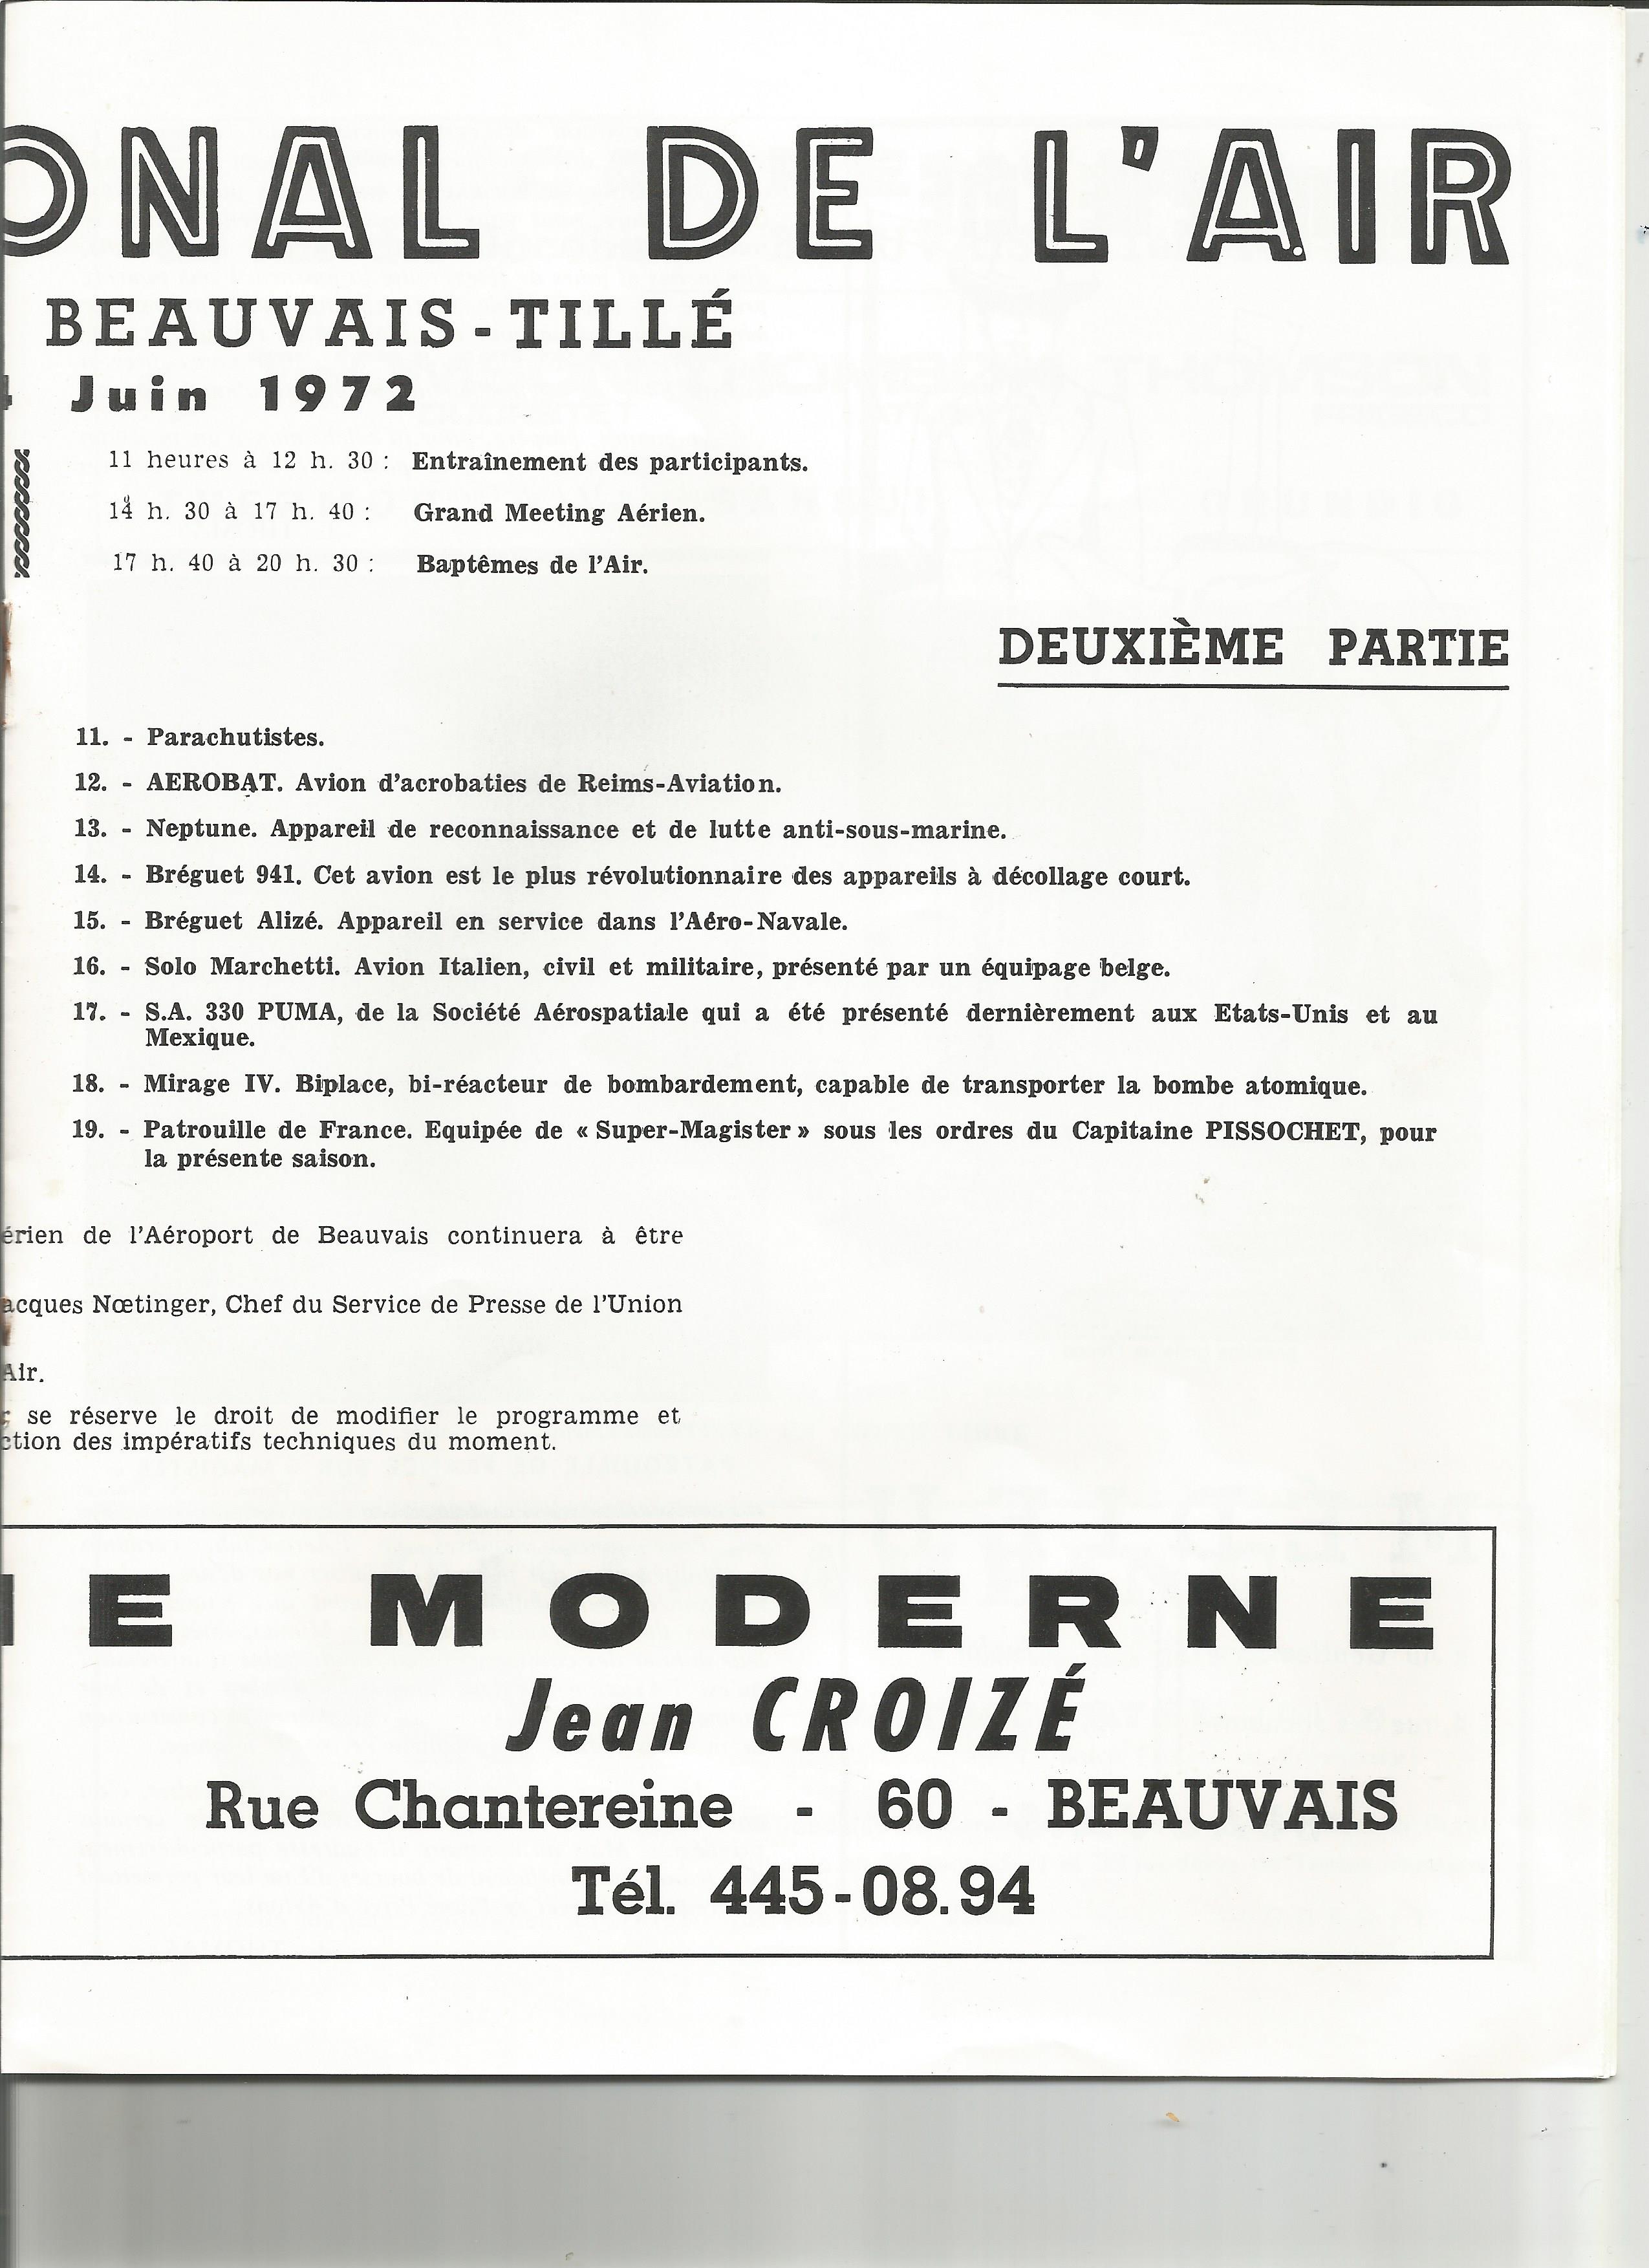 ONAL DE L'AIR
BEAUVAIS-TILLÉ
Juin 1972
11 heures à 12 h. 30 : Entraînement des participants.
14 h. 30 à 17 h. 40 : Grand Meeting Aérien.
17 h. 40 à 20 h. 30 : Baptêmes de l'Air.
DEUXIÈME PARTIE
11. - Parachutistes.
12. - AEROBAT. Avion d'acrobaties de Reims-Aviation.
13. - Neptune. Appareil de reconnaissance et de lutte anti-sous-marine.
14. - Bréguet 941. Cet avion est le plus révolutionnaire des appareils à décollage court.
15. - Bréguet Alizé. Appareil en service dans l'Aéro-Navale.
16. - Solo Marchetti. Avion Italien, civil et militaire, présenté par un équipage belge.
17. - S.A. 330 PUMA, de la Société Aérospatiale qui a été présenté dernièrement aux Etats-Unis et au
Mexique.
18. - Mirage IV. Biplace, bi-réacteur de bombardement, capable de transporter la bombe atomique.
19. - Patrouille de France. Equipée de « Super-Magister » sous les ordres du Capitaine PISSOCHET, pour
la présente saison.
érien de l'Aéroport de Beauvais continuera à être
acques Nœtinger, Chef du Service de Presse de l'Union
Air.
se réserve le droit de modifier le programme et
ction des impératifs techniques du moment.
IE MODERNE
Jean CROIZÉ
Rue Chantereine - 60 - BEAUVAIS
Tél. 445-08.94